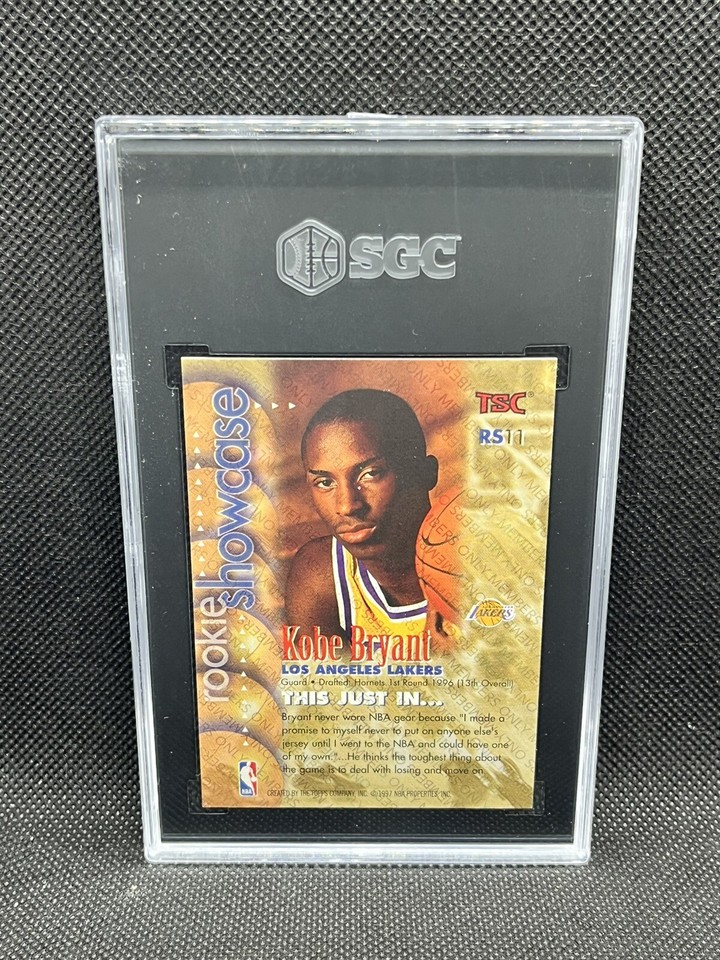 SGC
TSC®
RS11
rookie
showcase
LAKERS
Kobe Bryant
LOS ANGELES LAKERS
Guard • Drafted: Hornets 1st Round 1996 (13th Overall)
THIS JUST IN...
Bryant never wore NBA gear because "I made a
promise to myself never to put on anyone else's
jersey until I went to the NBA and could have one
of my own."...He thinks the toughest thing about
the game is to deal with losing and move on
NBA
CREATED BY THE TOPPS COMPANY, INC. ©1997 NBA PROPERTIES, INC.
MEMBERS ONLY